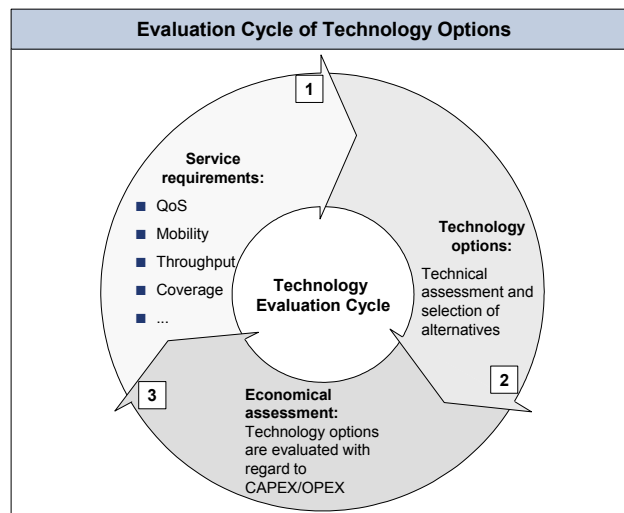 Evaluation Cycle of Technology Options
1
Service
requirements:
■ QoS
■ Mobility
■ Throughput
■ Coverage
■ ...
Technology
options:
Technical
assessment and
selection of
alternatives
Technology
Evaluation Cycle
2
3
Economical
assessment:
Technology options
are evaluated with
regard to
CAPEX/OPEX